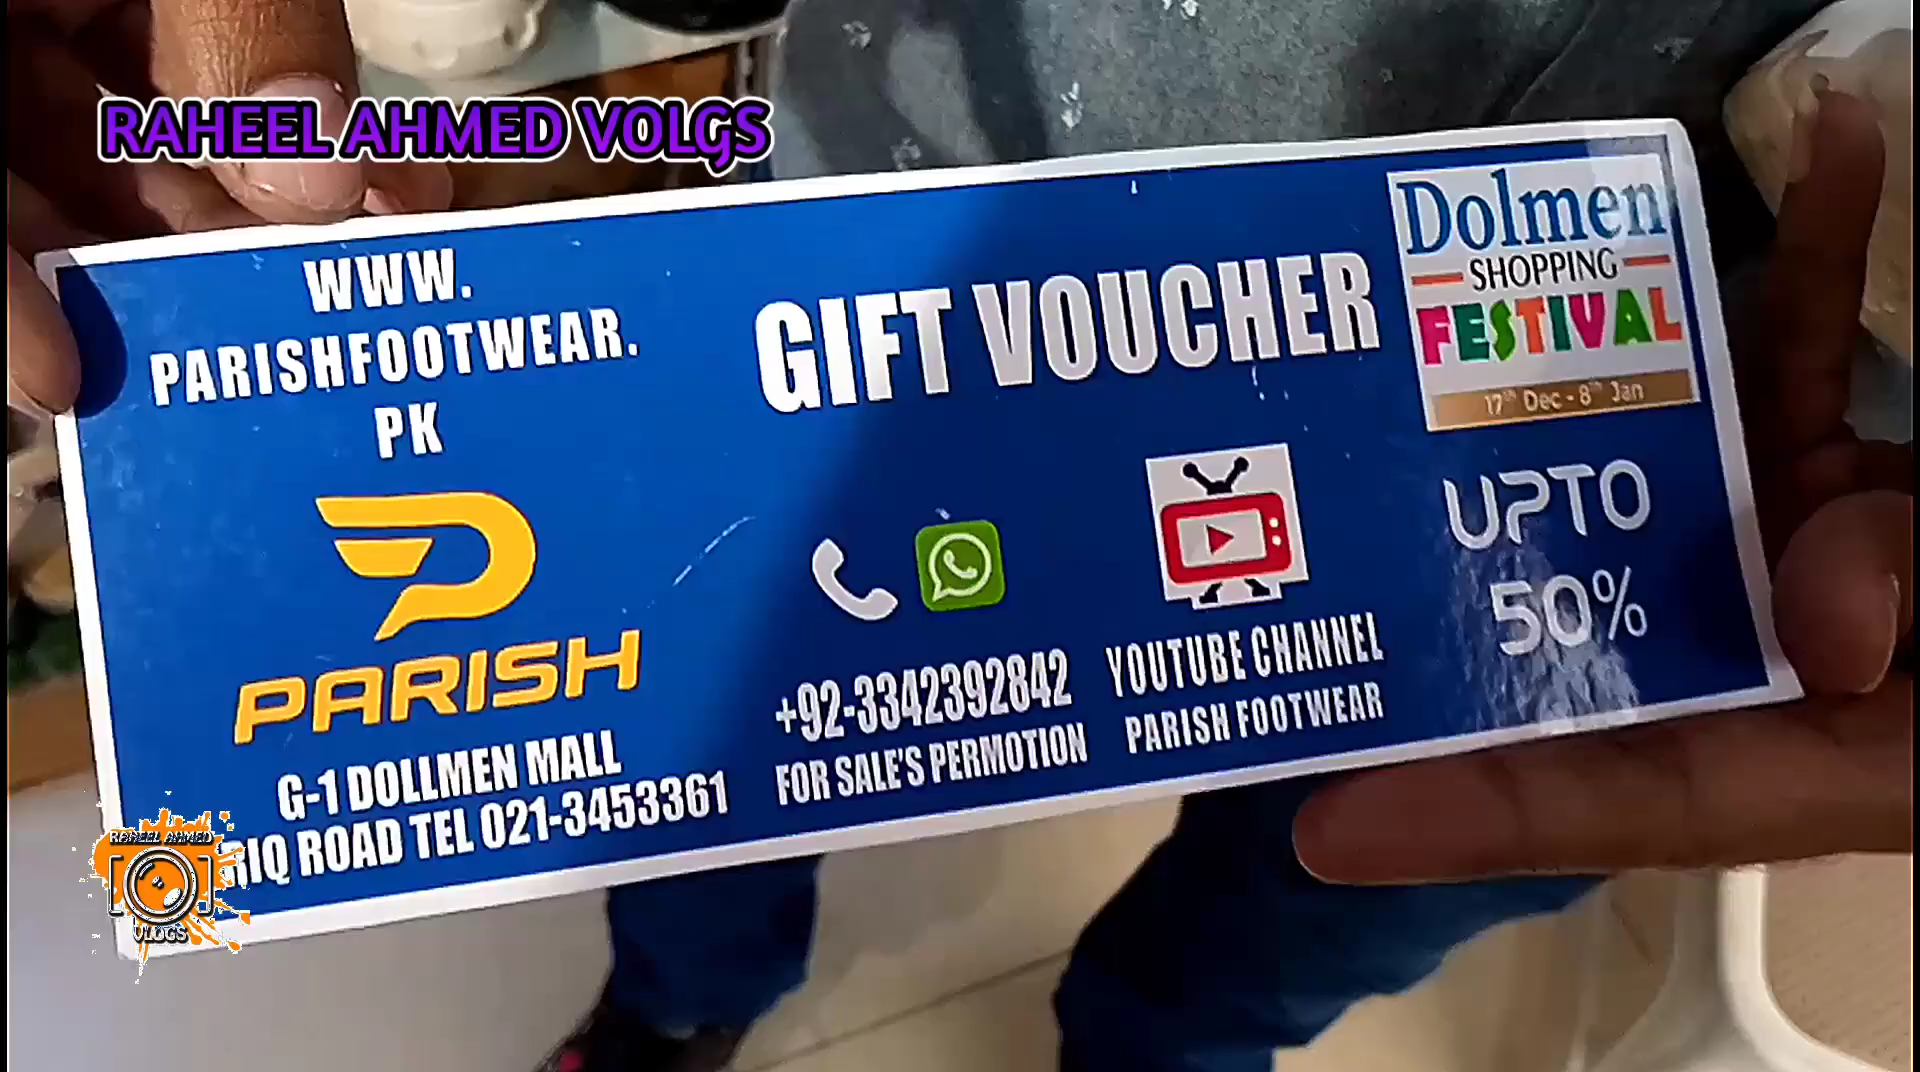 RAHEEL AHMED VOLGS
WWW.
PARISHFOOTWEAR.
PK
PARISH
G-1 DOLLMEN MALL
RIQ ROAD TEL 021-3453361
GIFT VOUCHER
+92-3342392842
FOR SALE'S PERMOTION
YOUTUBE CHANNEL
PARISH FOOTWEAR
Dolmen
SHOPPING
FESTIVAL
17th Dec - 8th Jan
UPTO
50%
RAHEEL AHMED
VLOGS